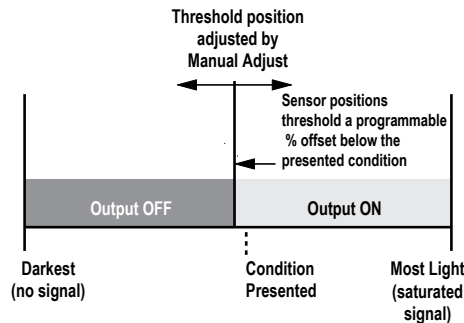 Threshold position
adjusted by
Manual Adjust
Sensor positions
threshold a programmable
% offset below the
presented condition
Output OFF
Output ON
Darkest
(no signal)
Condition
Presented
Most Light
(saturated
signal)